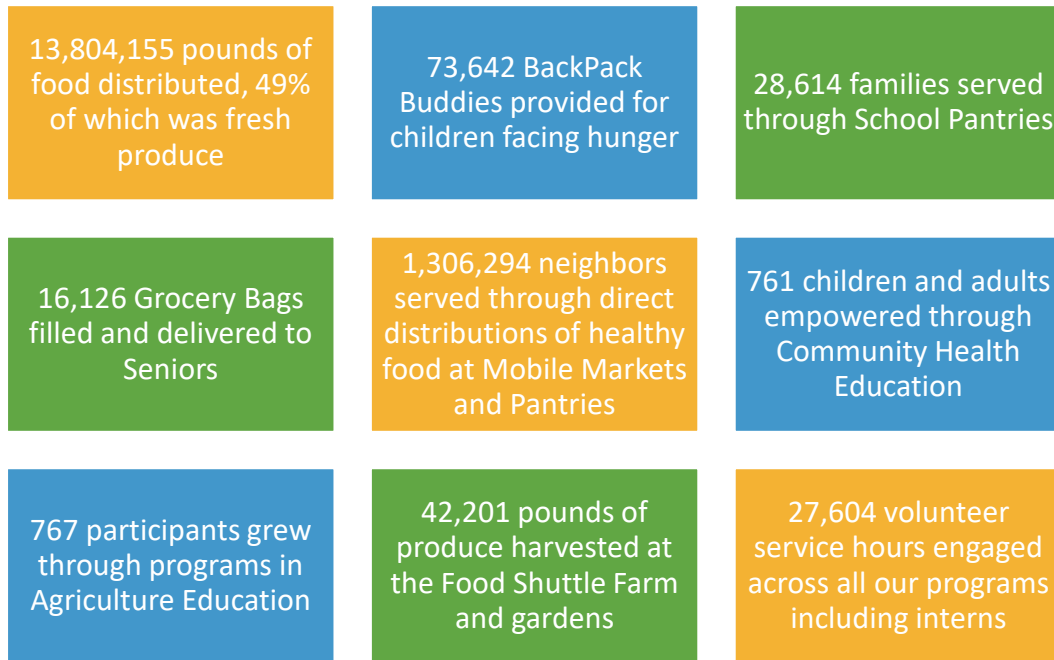 13,804,155 pounds of
food distributed, 49%
of which was fresh
produce
73,642 BackPack
Buddies provided for
children facing hunger
28,614 families served
through School Pantries
16,126 Grocery Bags
filled and delivered to
Seniors
1,306,294 neighbors
served through direct
distributions of healthy
food at Mobile Markets
and Pantries
761 children and adults
empowered through
Community Health
Education
767 participants grew
through programs in
Agriculture Education
42,201 pounds of
produce harvested at
the Food Shuttle Farm
and gardens
27,604 volunteer
service hours engaged
across all our programs
including interns